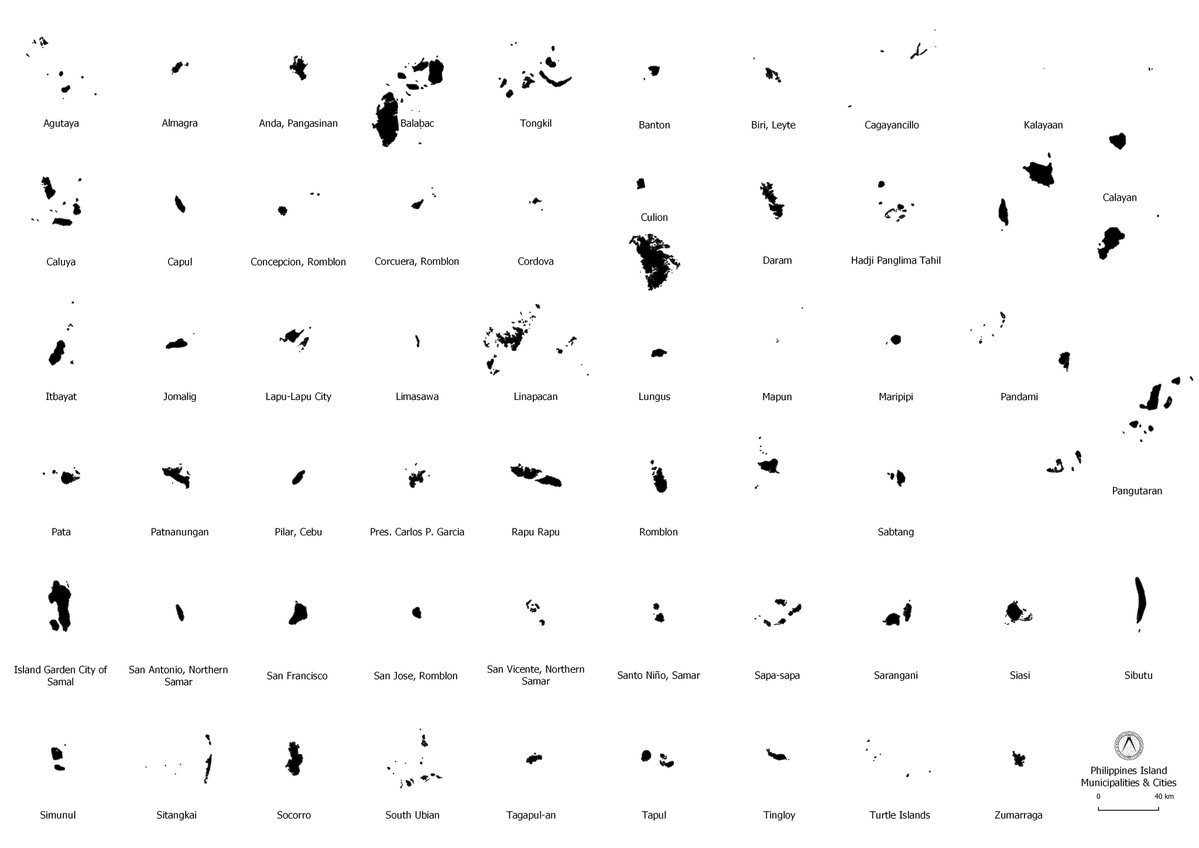 Agutaya
Almagra
Anda, Pangasinan
Balabac
Tongkil
Banton
Biri, Leyte
Cagayancillo
Kalayaan
Calayan
Caluya
Capul
Concepcion, Romblon
Corcuera, Romblon
Cordova
Culion
Daram
Hadji Panglima Tahil
Itbayat
Jomalig
Lapu-Lapu City
Limasawa
Linapacan
Lungus
Mapun
Maripipi
Pandami
Pangutaran
Pata
Patnanungan
Pilar, Cebu
Pres. Carlos P. Garcia
Rapu Rapu
Romblon
Sabtang
Island Garden City of
Samal
San Antonio, Northern
Samar
San Francisco
San Jose, Romblon
San Vicente, Northern
Samar
Santo Niño, Samar
Sapa-sapa
Sarangani
Siasi
Sibutu
Simunul
Sitangkai
Socorro
South Ubian
Tagapul-an
Tapul
Tingloy
Turtle Islands
Zumarraga
Philippines Island
Municipalities & Cities
0 40 km